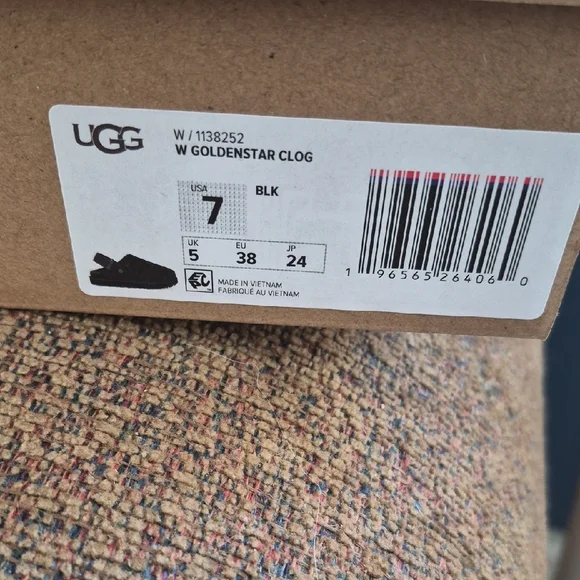 UGG
W / 1138252
W GOLDENSTAR CLOG
USA
7
BLK
UK EU JP
5 38 24
MADE IN VIETNAM
FABRIQUÉ AU VIETNAM
1 96565 26406 0